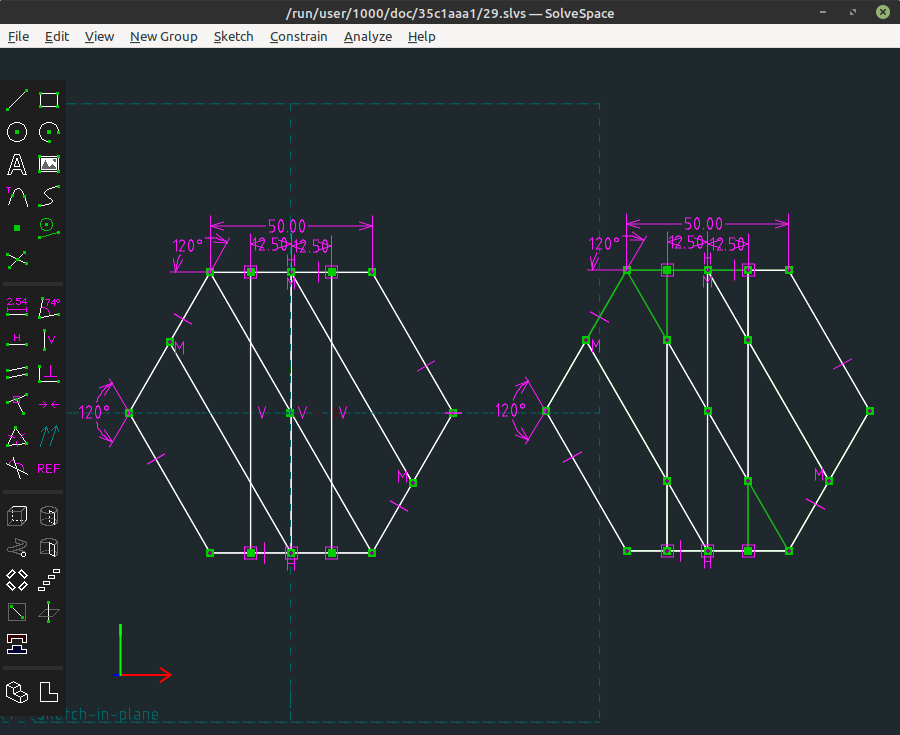 /run/user/1000/doc/35c1aaa1/29.slvs — SolveSpace
File Edit View New Group Sketch Constrain Analyze Help
A
T
2.54 74°
H V
REF
50.00
120° 12.50 12.50
H
M
M
120° V V V
M
H
50.00
120° 12.50 12.50
H
M
M
120°
M
H
sketch-in-plane